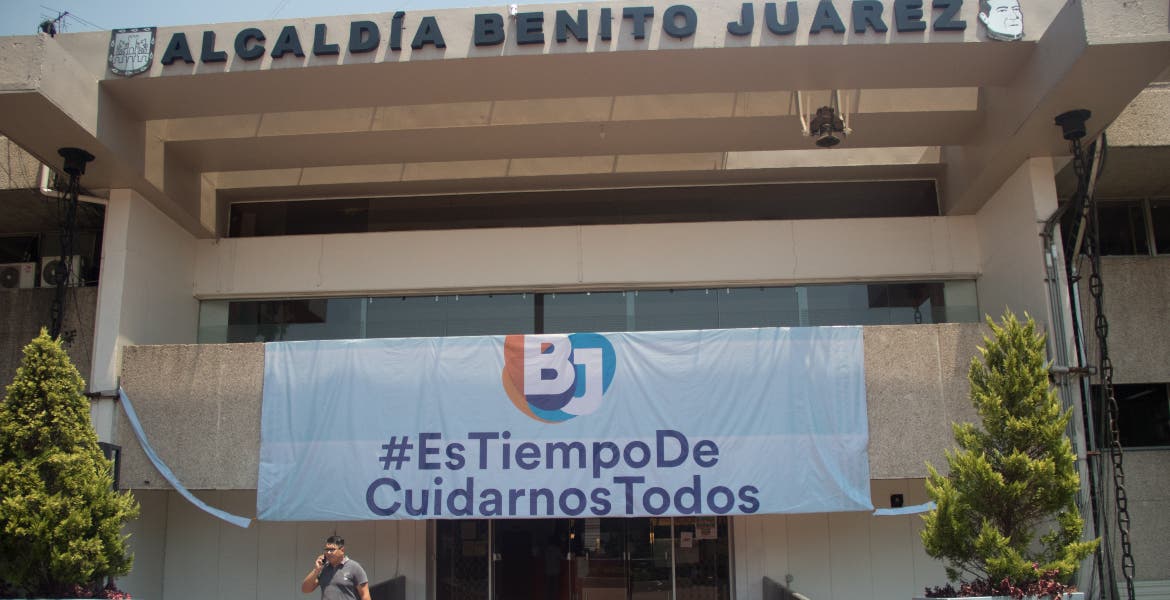 ALCALDÍA BENITO JUÁREZ
BJ
#EsTiempoDe
CuidarnosTodos